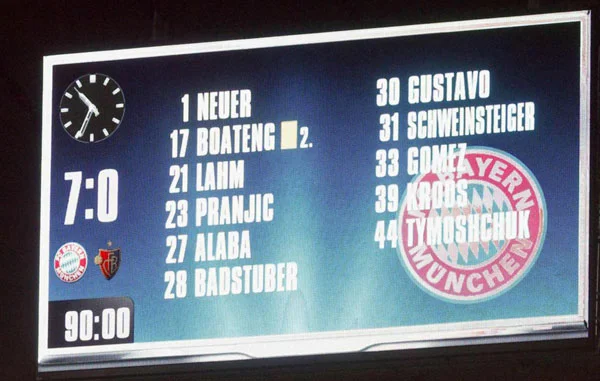 7:0
90:00
1 NEUER
17 BOATENG 2.
21 LAHM
23 PRANJIC
27 ALABA
28 BADSTUBER
30 GUSTAVO
31 SCHWEINSTEIGER
33 GOMEZ
39 KROOS
44 TYMOSHCHUK
BAYERN
MÜNCHEN